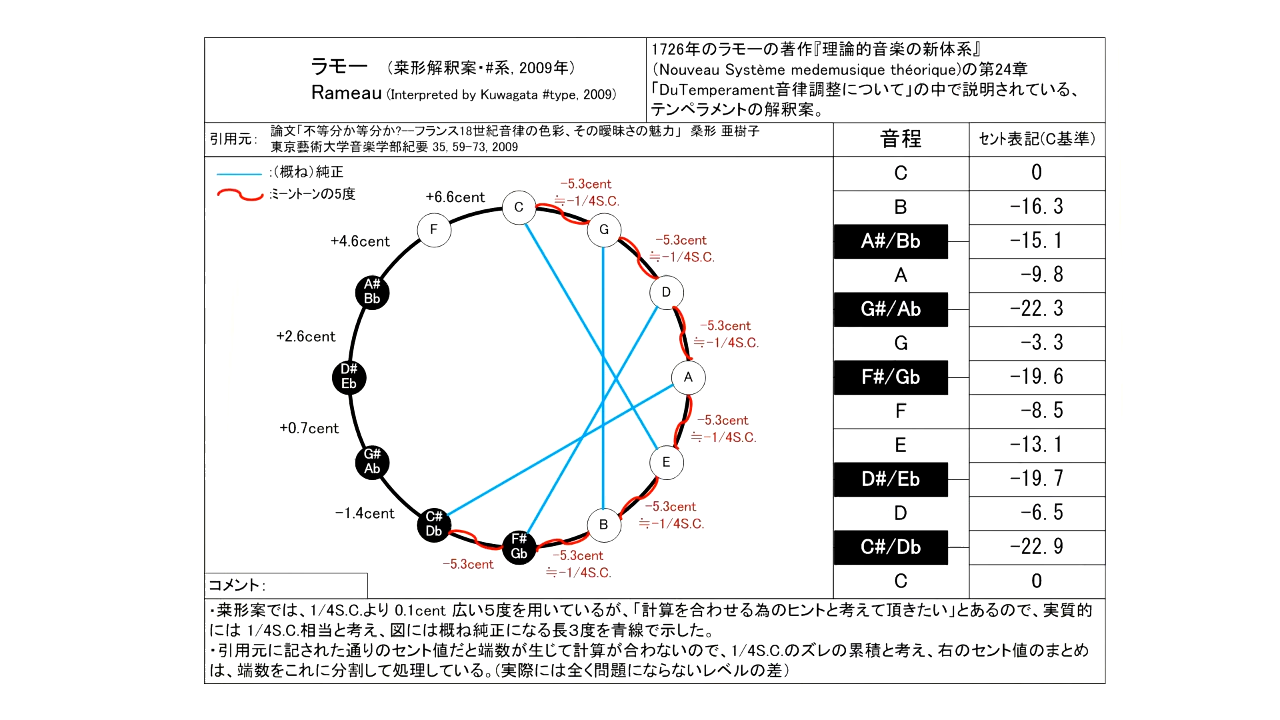 ラモー （桒形解釈案・#系, 2009年）
Rameau (Interpreted by Kuwagata #type, 2009)
1726年のラモーの著作『理論的音楽の新体系』
（Nouveau Système medemusique théorique)の第24章
「DuTemperament音律調整について」の中で説明されている、
テンペラメントの解釈案。
引用元： 論文「不等分か等分か?--フランス18世紀音律の色彩、その曖昧さの魅力」 桑形 亜樹子
東京藝術大学音楽学部紀要 35, 59-73, 2009
音程 セント表記(C基準)
:（概ね）純正
:ミーントーンの5度
C 0
B -16.3
A#/Bb -15.1
A -9.8
G#/Ab -22.3
G -3.3
F#/Gb -19.6
F -8.5
E -13.1
D#/Eb -19.7
D -6.5
C#/Db -22.9
C 0
C
-5.3cent
≒-1/4S.C.
G
-5.3cent
≒-1/4S.C.
D
-5.3cent
≒-1/4S.C.
A
-5.3cent
≒-1/4S.C.
E
-5.3cent
≒-1/4S.C.
B
-5.3cent
≒-1/4S.C.
F#
Gb
-5.3cent
C#
Db
-1.4cent
G#
Ab
+0.7cent
D#
Eb
+2.6cent
A#
Bb
+4.6cent
F
+6.6cent
コメント：
・桒形案では、1/4S.C.より 0.1cent 広い５度を用いているが、「計算を合わせる為のヒントと考えて頂きたい」とあるので、実質的
には 1/4S.C.相当と考え、図には概ね純正になる長３度を青線で示した。
・引用元に記された通りのセント値だと端数が生じて計算が合わないので、1/4S.C.のズレの累積と考え、右のセント値のまとめ
は、端数をこれに分割して処理している。（実際には全く問題にならないレベルの差）